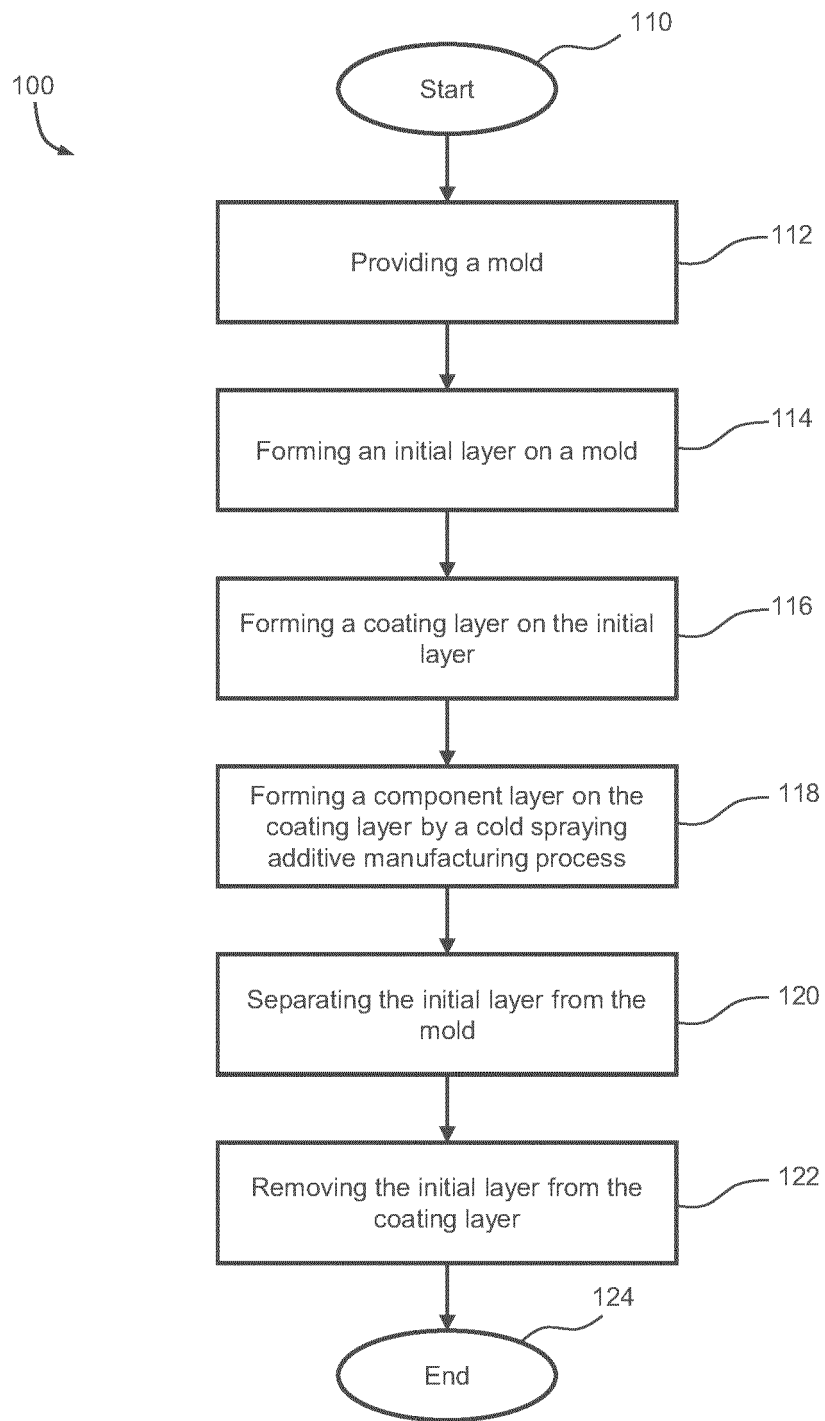 110
100
Start
112
Providing a mold
114
Forming an initial layer on a mold
116
Forming a coating layer on the initial
layer
118
Forming a component layer on the
coating layer by a cold spraying
additive manufacturing process
120
Separating the initial layer from the
mold
122
Removing the initial layer from the
coating layer
124
End